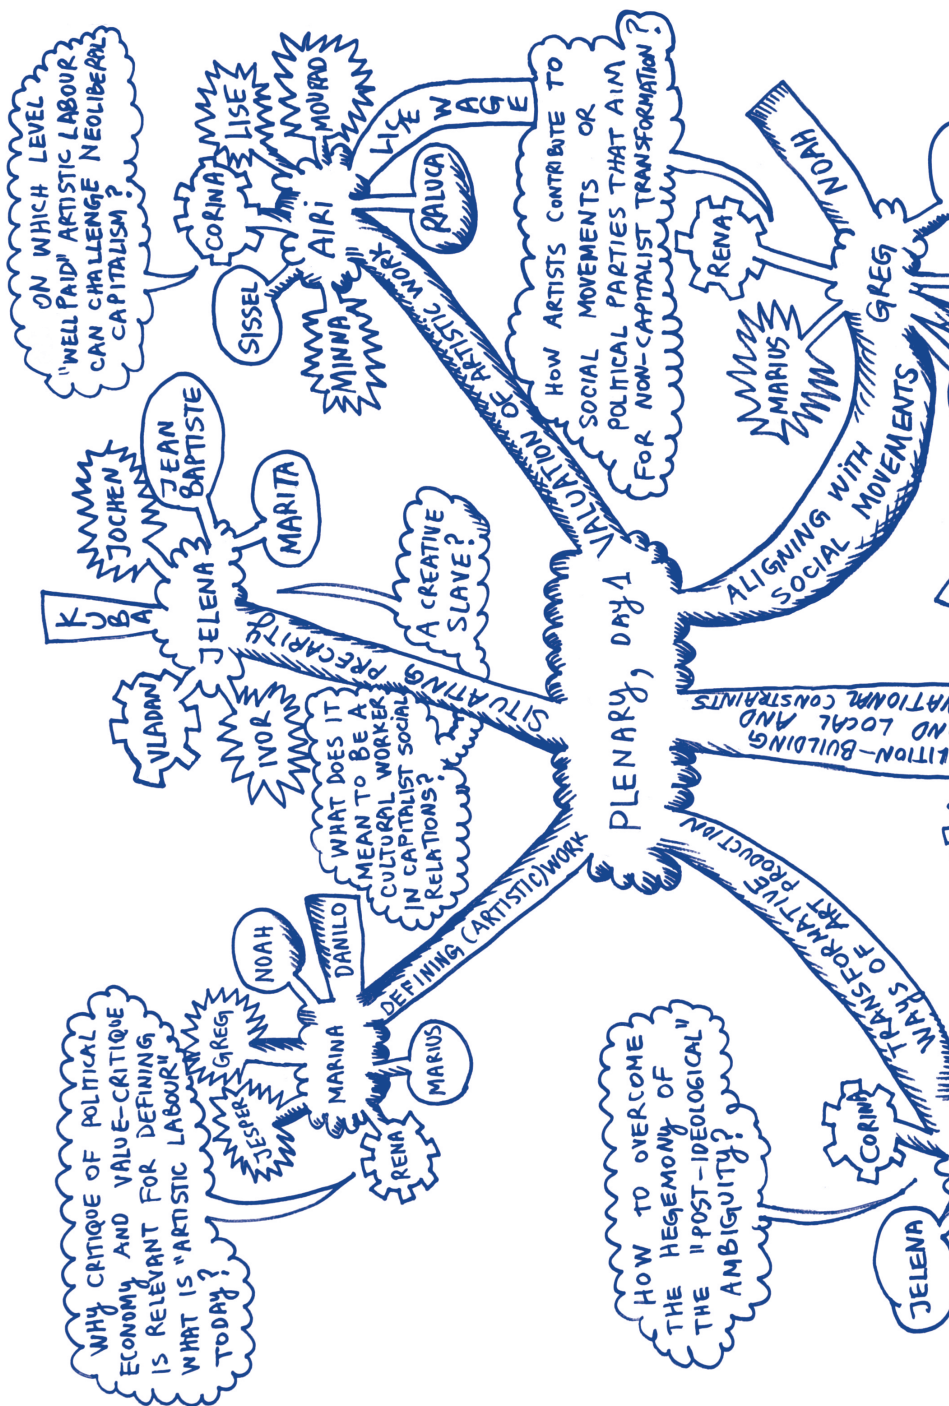 WHY CRITIQUE OF POLITICAL
ECONOMY AND VALUE-CRITIQUE
IS RELEVANT FOR DEFINING
WHAT IS "ARTISTIC LABOUR"
TODAY?
JESPER
GREG
NOAH
DANILO
MARINA
RENA
MARIUS
DEFINING (ARTISTIC) WORK
WHAT DOES IT
MEAN TO BE A
CULTURAL WORKER
IN CAPITALIST SOCIAL
RELATIONS?
VLADAN
KUBA
JOCHEN
JEAN
BAPTISTE
IVOR
JELENA
MARITA
SITUATING PRECARITY
A CREATIVE
SLAVE?
ON WHICH LEVEL
"WELL PAID" ARTISTIC LABOUR
CAN CHALLENGE NEOLIBERAL
CAPITALISM?
CORINA
LISE
SISSEL
MOURAD
AIRI
MINNA
RALUCA
WAGE
VALUATION OF ARTISTIC WORK
PLENARY, DAY 1
HOW ARTISTS CONTRIBUTE TO
SOCIAL MOVEMENTS OR
POLITICAL PARTIES THAT AIM
FOR NON-CAPITALIST TRANSFORMATION?
RENA
NOAH
MARIUS
GREG
ALIGNING WITH
SOCIAL MOVEMENTS
LITION-BUILDING
ND LOCAL AND
NATIONAL CONSTRAINTS
TRANSFORMATIVE
WAYS OF ART PRODUCTION
HOW TO OVERCOME
THE HEGEMONY OF
THE "POST-IDEOLOGICAL"
AMBIGUITY?
CORINA
JELENA